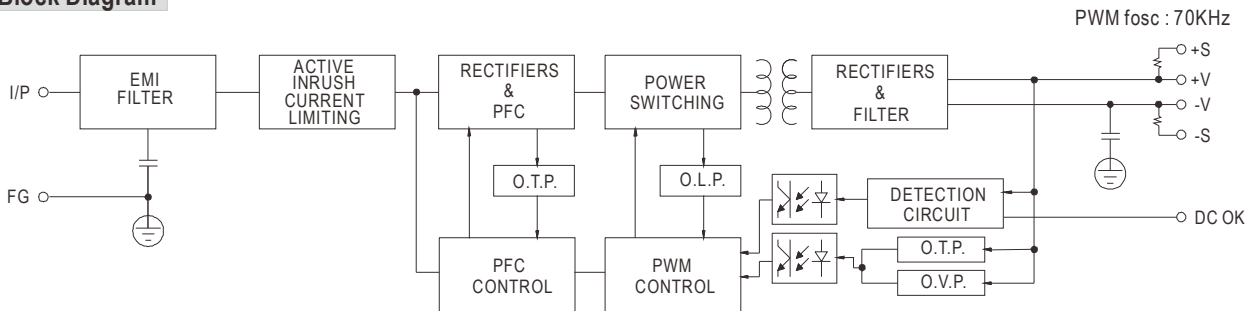 Block Diagram
PWM fosc : 70KHz
I/P
EMI
FILTER
ACTIVE
INRUSH
CURRENT
LIMITING
RECTIFIERS
&
PFC
POWER
SWITCHING
RECTIFIERS
&
FILTER
+S
+V
-V
-S
FG
O.T.P.
O.L.P.
DETECTION
CIRCUIT
DC OK
PFC
CONTROL
PWM
CONTROL
O.T.P.
O.V.P.